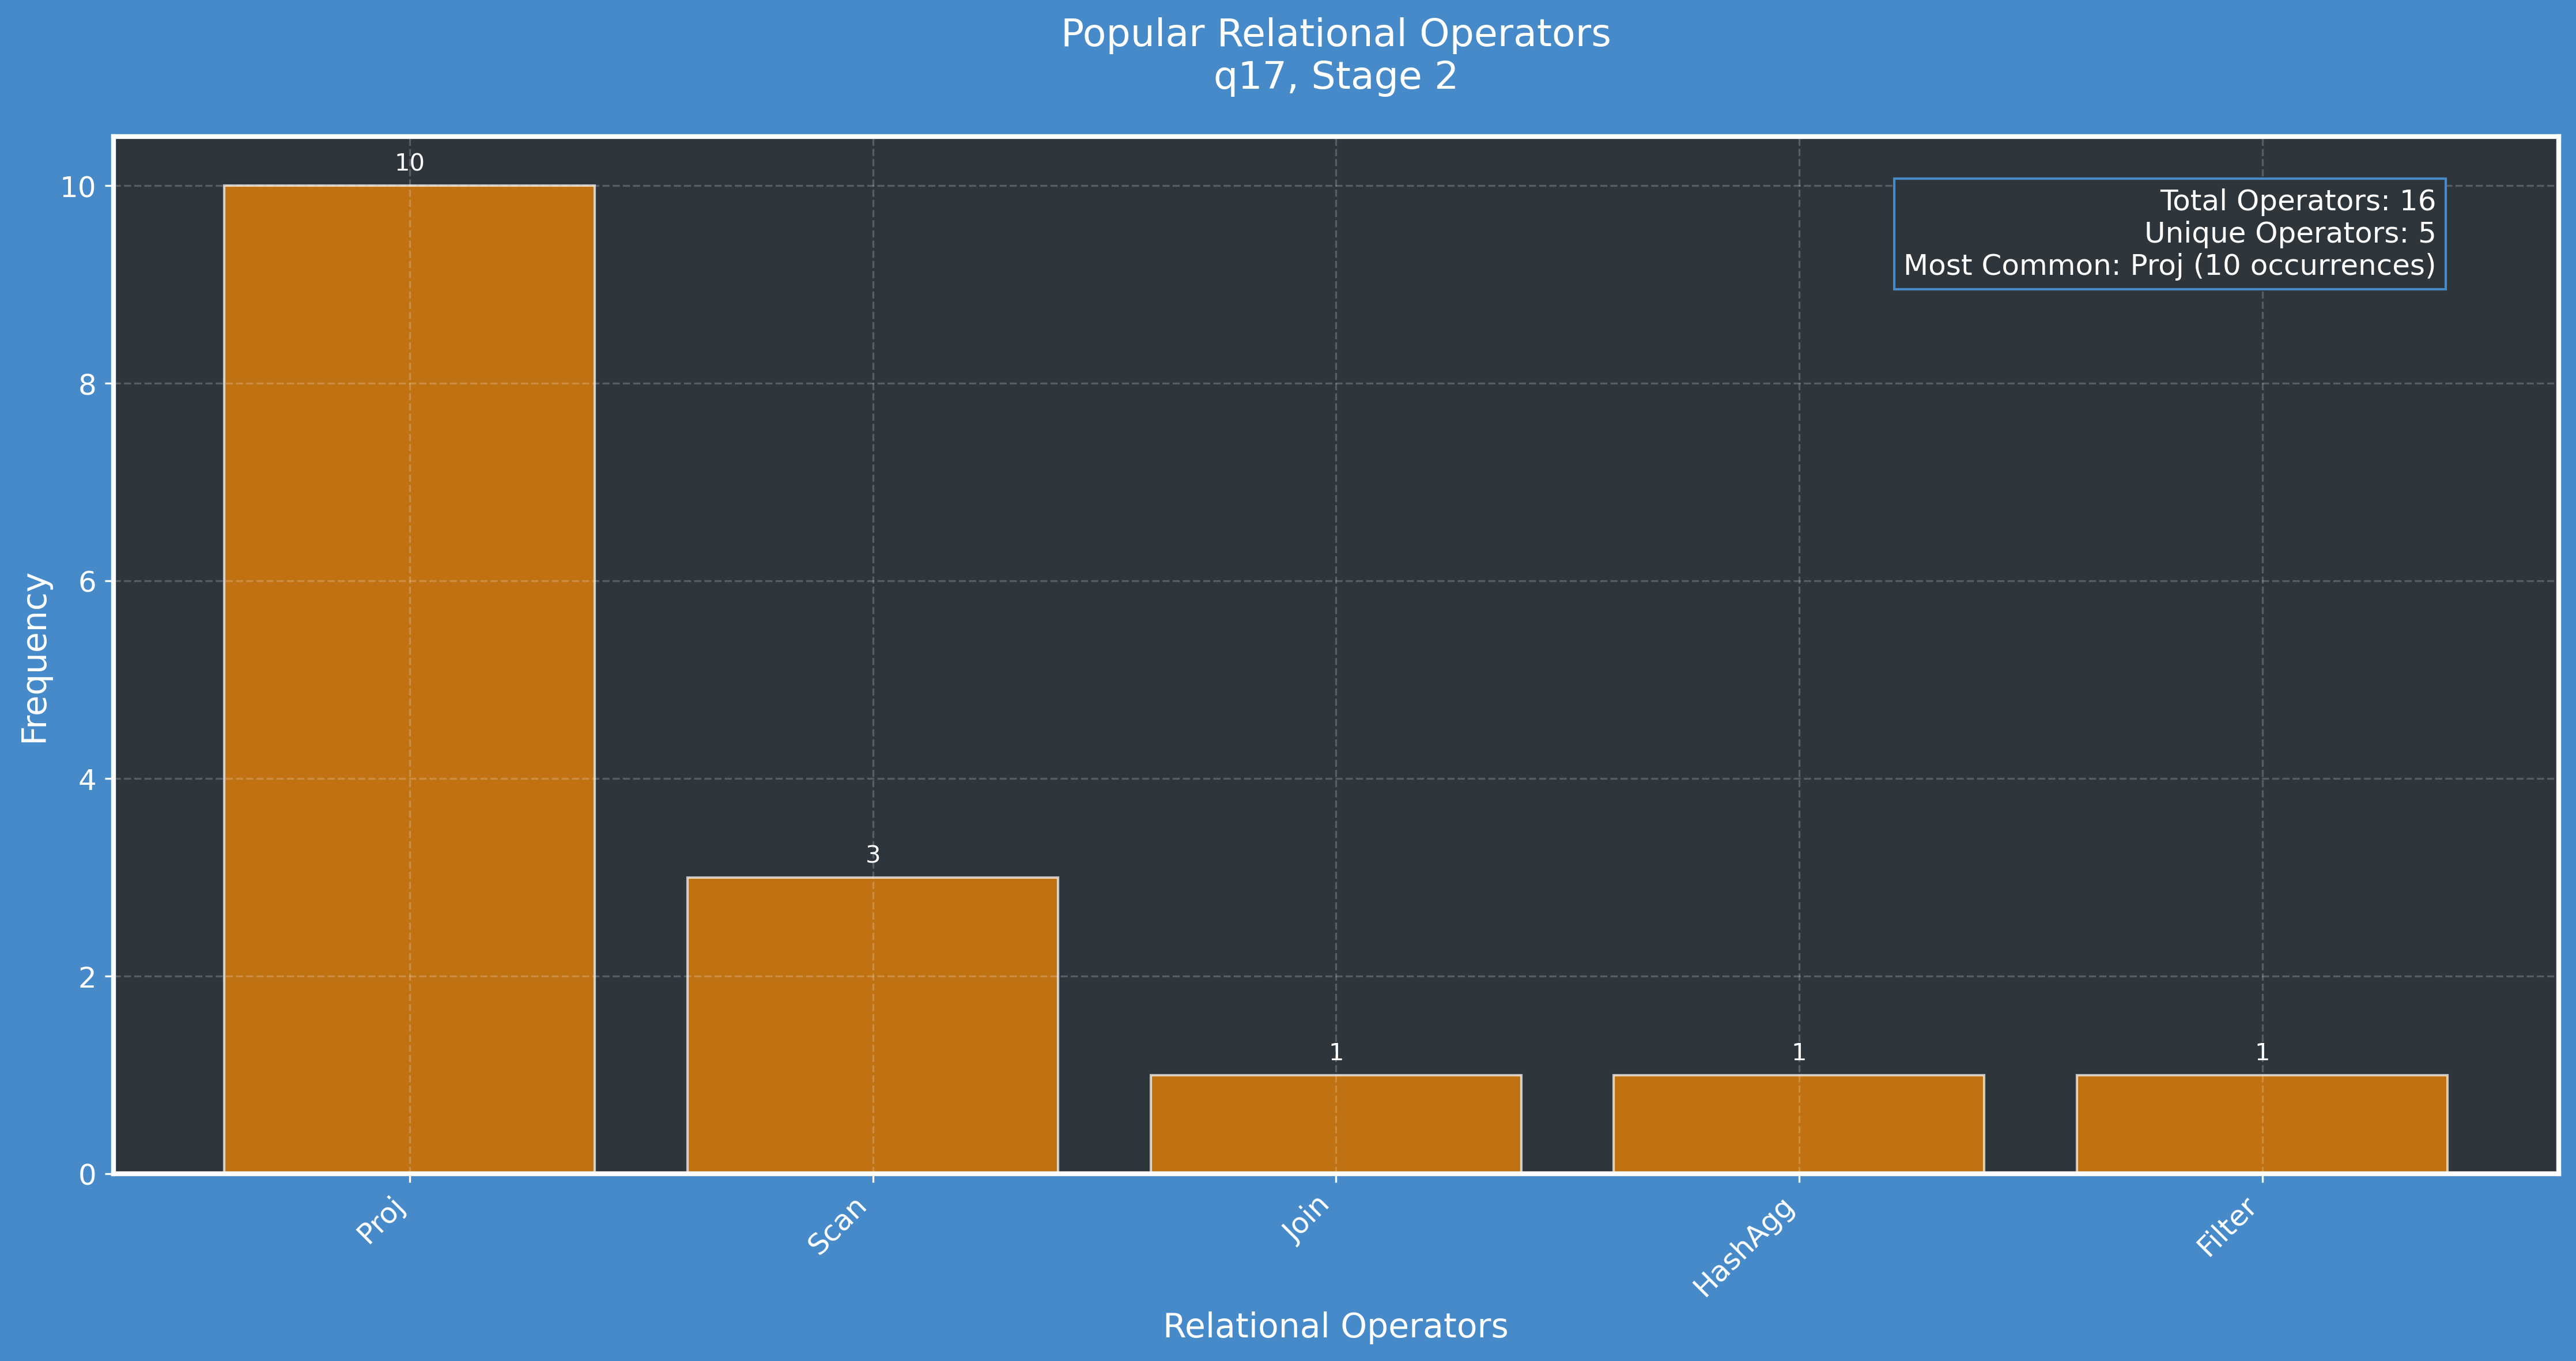 Popular Relational Operators
q17, Stage 2
10
10
Total Operators: 16
Unique Operators: 5
Most Common: Proj (10 occurrences)
8
6
Frequency
4
3
2
1
1
1
0
Proj
Scan
Join
HashAgg
Filter
Relational Operators